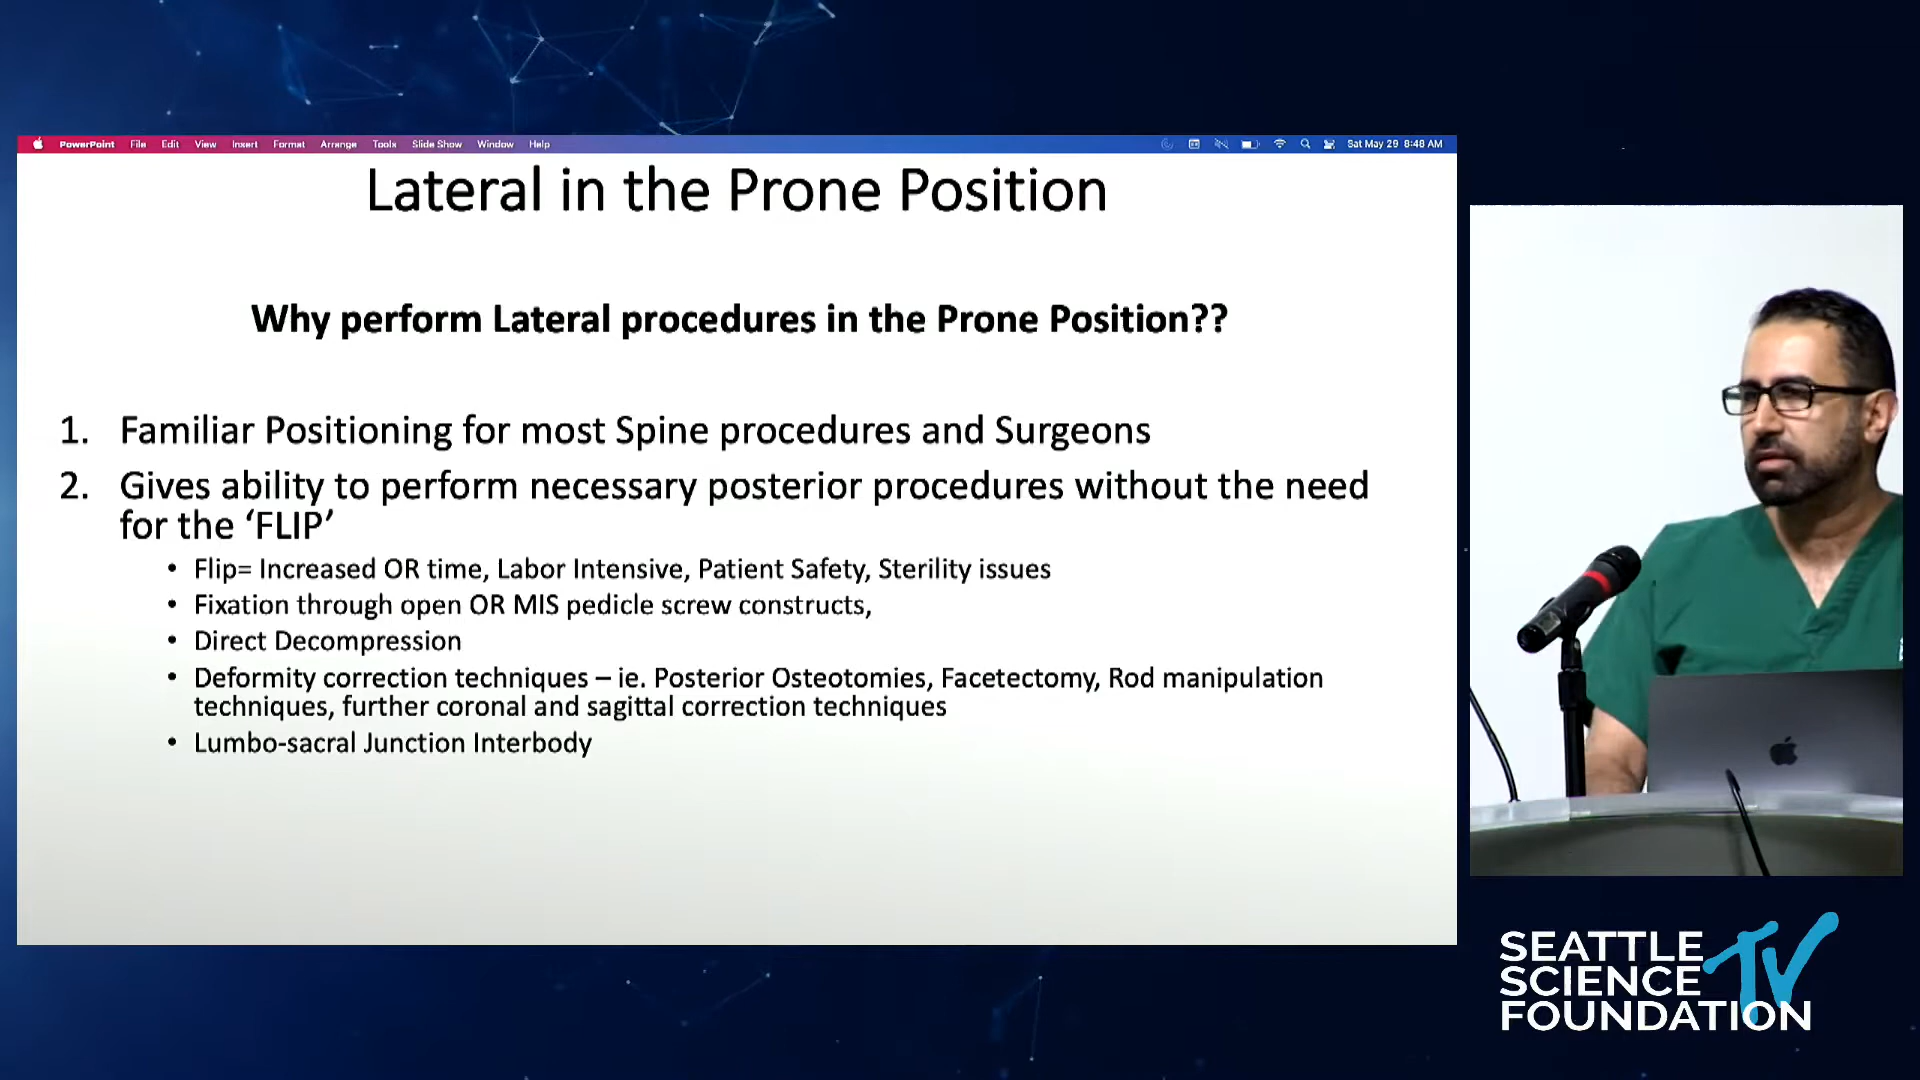 PowerPoint File Edit View Insert Format Arrange Tools Slide Show Window Help
Sat May 29 8:48 AM
Lateral in the Prone Position
Why perform Lateral procedures in the Prone Position??
1. Familiar Positioning for most Spine procedures and Surgeons
2. Gives ability to perform necessary posterior procedures without the need
for the ‘FLIP’
• Flip= Increased OR time, Labor Intensive, Patient Safety, Sterility issues
• Fixation through open OR MIS pedicle screw constructs,
• Direct Decompression
• Deformity correction techniques – ie. Posterior Osteotomies, Facetectomy, Rod manipulation
techniques, further coronal and sagittal correction techniques
• Lumbo-sacral Junction Interbody
SEATTLE
SCIENCE TV
FOUNDATION